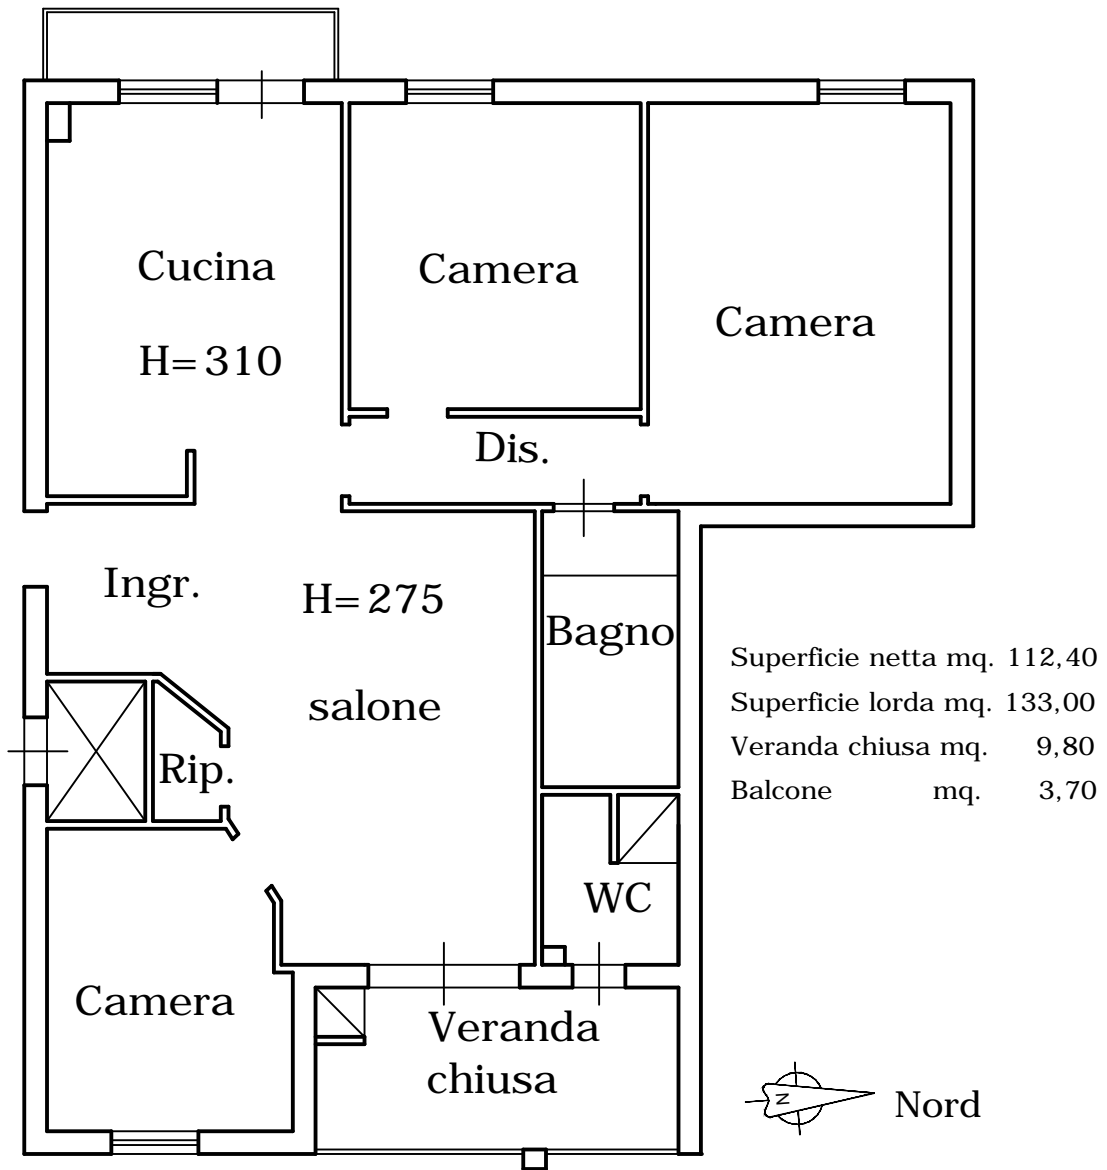 Cucina
H=310
Camera
Camera
Dis.
Ingr.
H=275
salone
Bagno
Rip.
WC
Camera
Veranda
chiusa
Superficie netta mq. 112,40
Superficie lorda mq. 133,00
Veranda chiusa mq. 9,80
Balcone mq. 3,70
N
Nord